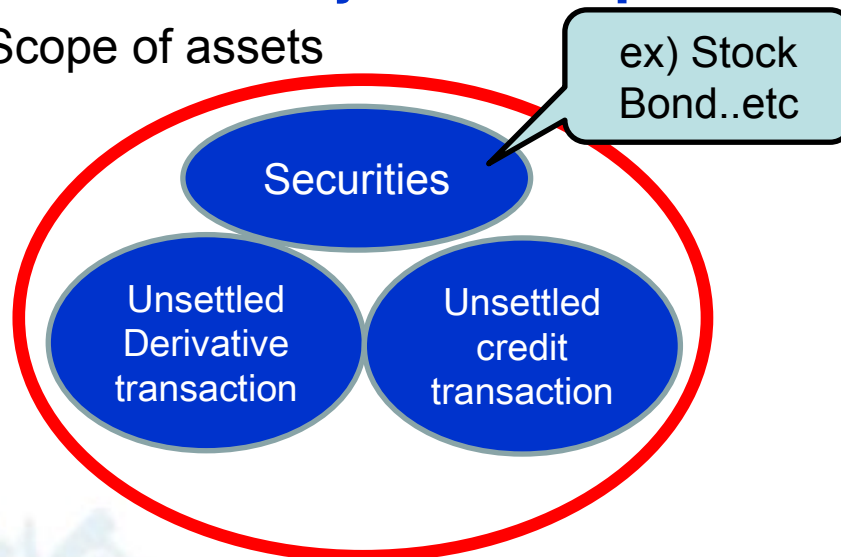 Scope of assets
ex) Stock
Bond..etc
Securities
Unsettled
Derivative
transaction
Unsettled
credit
transaction